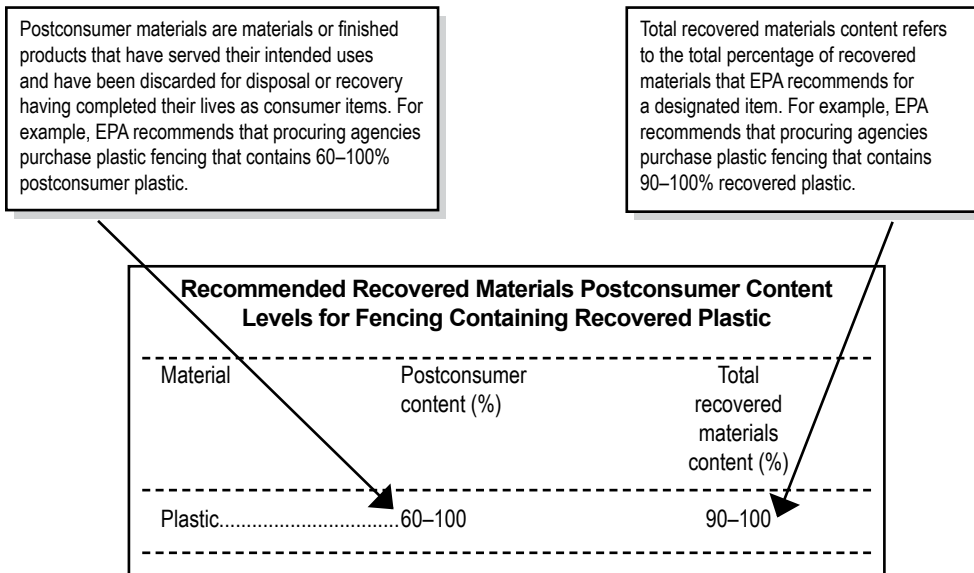 Postconsumer materials are materials or finished
products that have served their intended uses
and have been discarded for disposal or recovery
having completed their lives as consumer items. For
example, EPA recommends that procuring agencies
purchase plastic fencing that contains 60–100%
postconsumer plastic.
Total recovered materials content refers
to the total percentage of recovered
materials that EPA recommends for
a designated item. For example, EPA
recommends that procuring agencies
purchase plastic fencing that contains
90–100% recovered plastic.
Recommended Recovered Materials Postconsumer Content
Levels for Fencing Containing Recovered Plastic
Material Postconsumer Total
content (%) recovered
materials
content (%)
Plastic.................................60–100 90–100